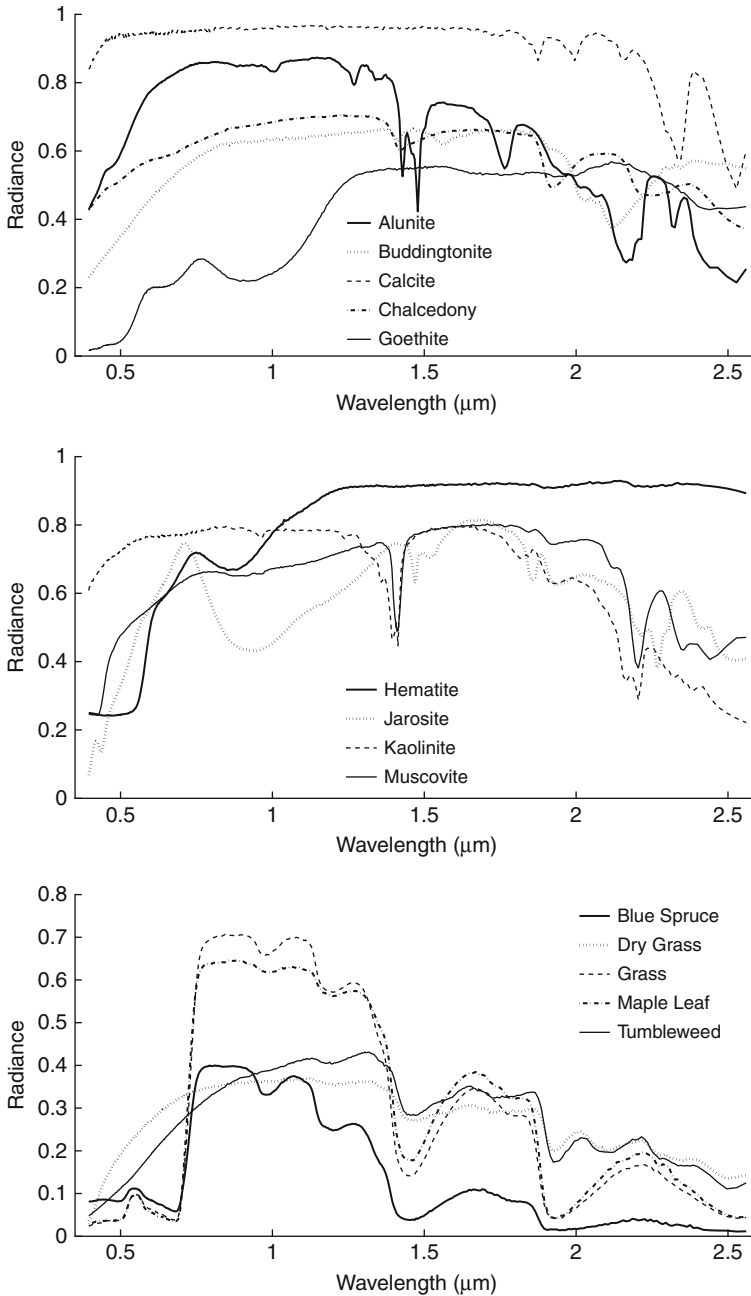 1
0.8
0.6
0.4
0.2
0
Radiance
Alunite
Buddingtonite
Calcite
Chalcedony
Goethite
0.5 1 1.5 2 2.5
Wavelength (μm)
1
0.8
0.6
0.4
0.2
0
Radiance
Hematite
Jarosite
Kaolinite
Muscovite
0.5 1 1.5 2 2.5
Wavelength (μm)
0.8
0.7
0.6
0.5
0.4
0.3
0.2
0.1
0
Radiance
Blue Spruce
Dry Grass
Grass
Maple Leaf
Tumbleweed
0.5 1 1.5 2 2.5
Wavelength (μm)